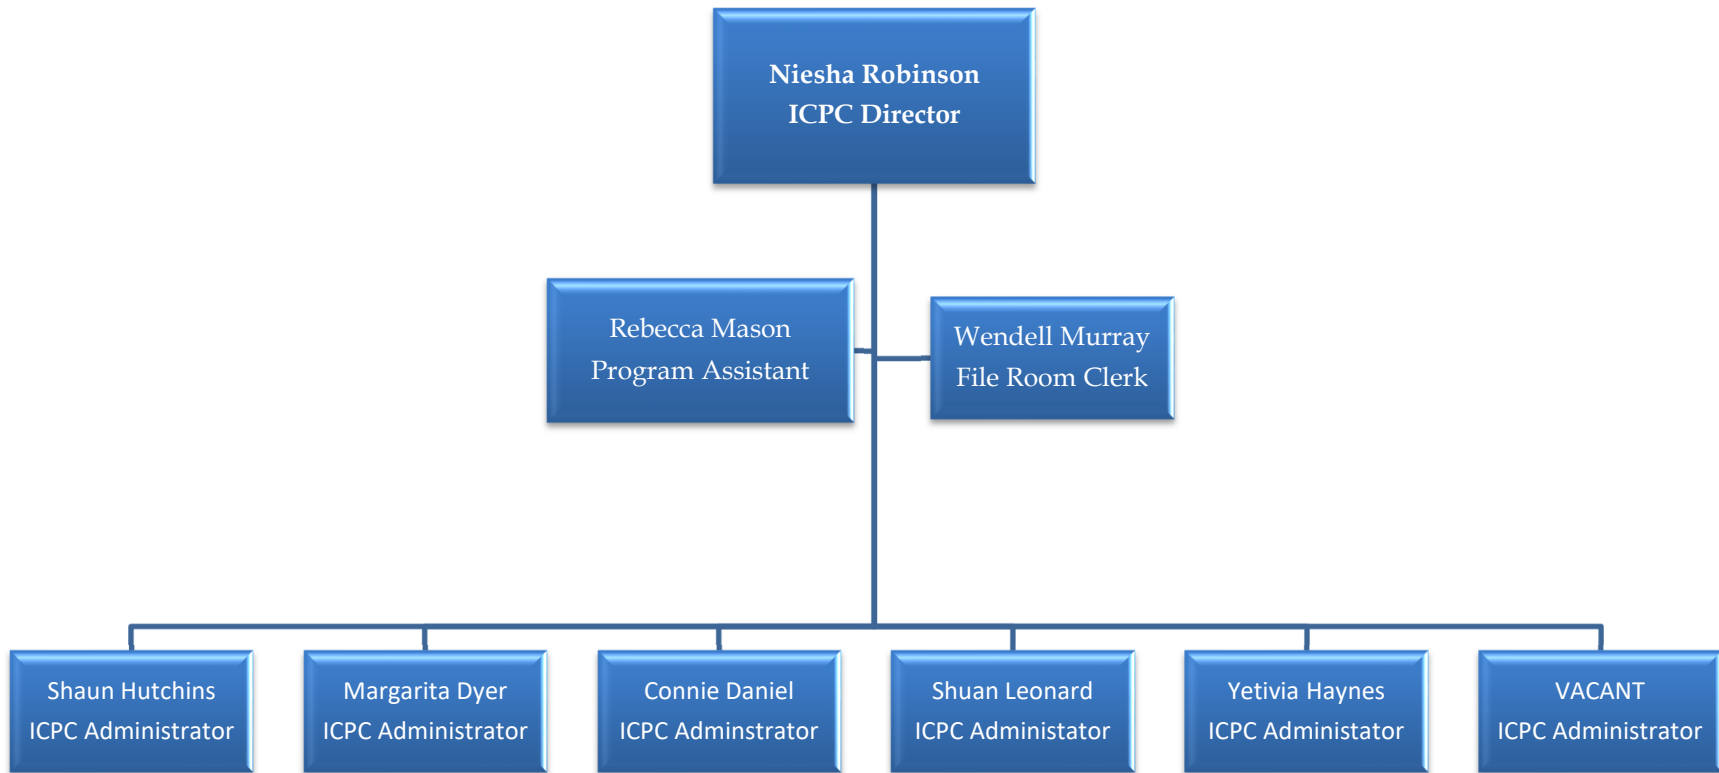 Niesha Robinson
ICPC Director
Rebecca Mason
Program Assistant
Wendell Murray
File Room Clerk
Shaun Hutchins
ICPC Administrator
Margarita Dyer
ICPC Administrator
Connie Daniel
ICPC Adminstrator
Shuan Leonard
ICPC Administator
Yetivia Haynes
ICPC Administator
VACANT
ICPC Administrator